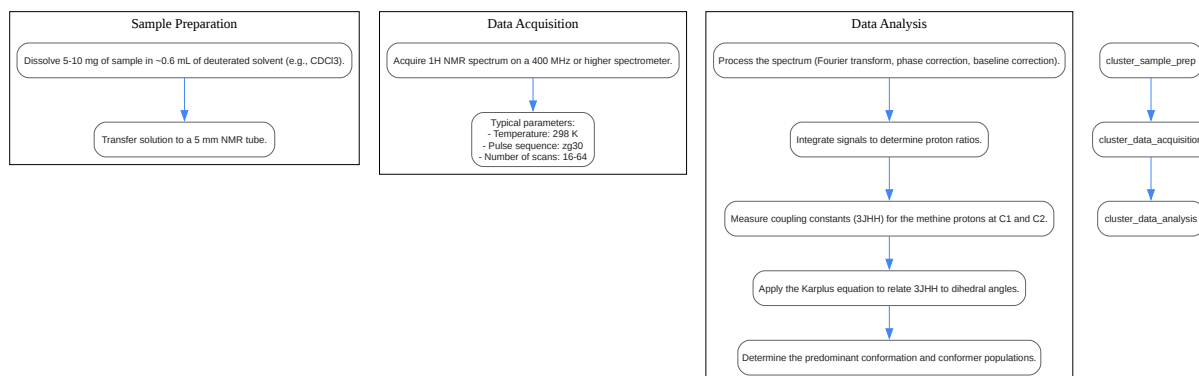 Sample Preparation
Dissolve 5-10 mg of sample in ~0.6 mL of deuterated solvent (e.g., CDCl3).
Transfer solution to a 5 mm NMR tube.
Data Acquisition
Acquire 1H NMR spectrum on a 400 MHz or higher spectrometer.
Typical parameters:
- Temperature: 298 K
- Pulse sequence: zg30
- Number of scans: 16-64
Data Analysis
Process the spectrum (Fourier transform, phase correction, baseline correction).
Integrate signals to determine proton ratios.
Measure coupling constants (3JHH) for the methine protons at C1 and C2.
Apply the Karplus equation to relate 3JHH to dihedral angles.
Determine the predominant conformation and conformer populations.
cluster_sample_prep
cluster_data_acquisition
cluster_data_analysis